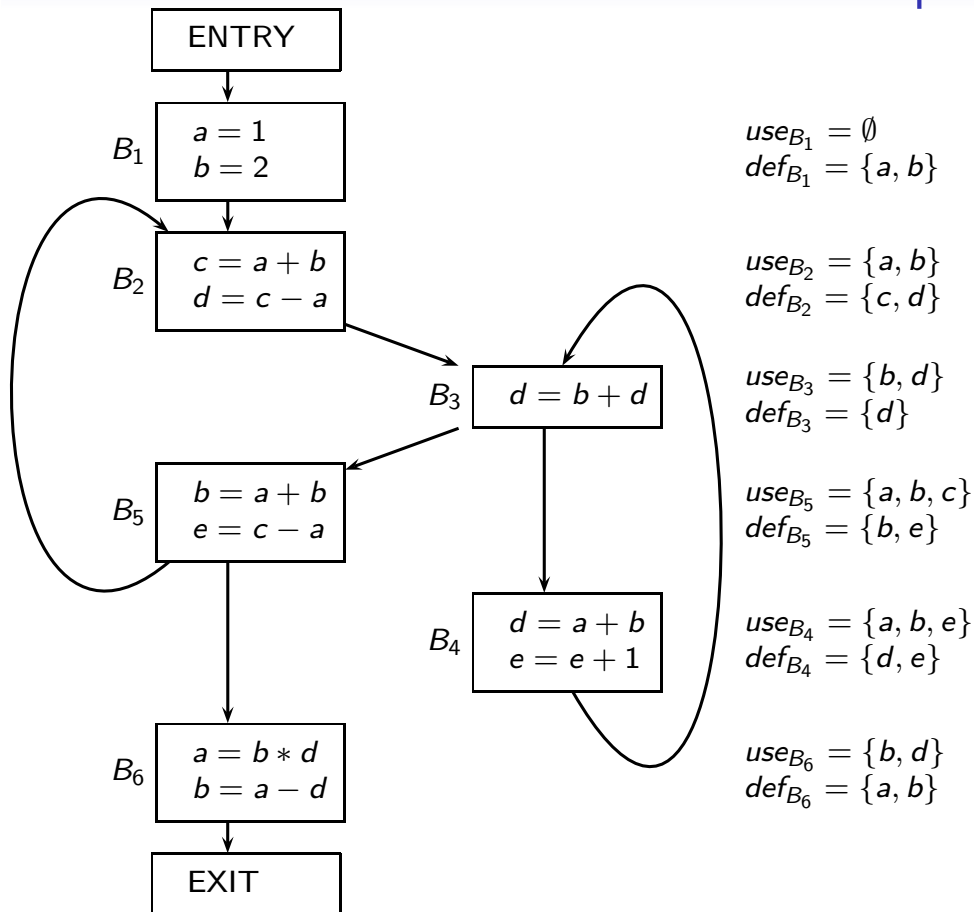 ENTRY
B₁
a = 1
b = 2
use_B₁ = ∅
def_B₁ = {a, b}
B₂
c = a + b
d = c − a
use_B₂ = {a, b}
def_B₂ = {c, d}
B₃
d = b + d
use_B₃ = {b, d}
def_B₃ = {d}
B₅
b = a + b
e = c − a
use_B₅ = {a, b, c}
def_B₅ = {b, e}
B₄
d = a + b
e = e + 1
use_B₄ = {a, b, e}
def_B₄ = {d, e}
B₆
a = b ∗ d
b = a − d
use_B₆ = {b, d}
def_B₆ = {a, b}
EXIT